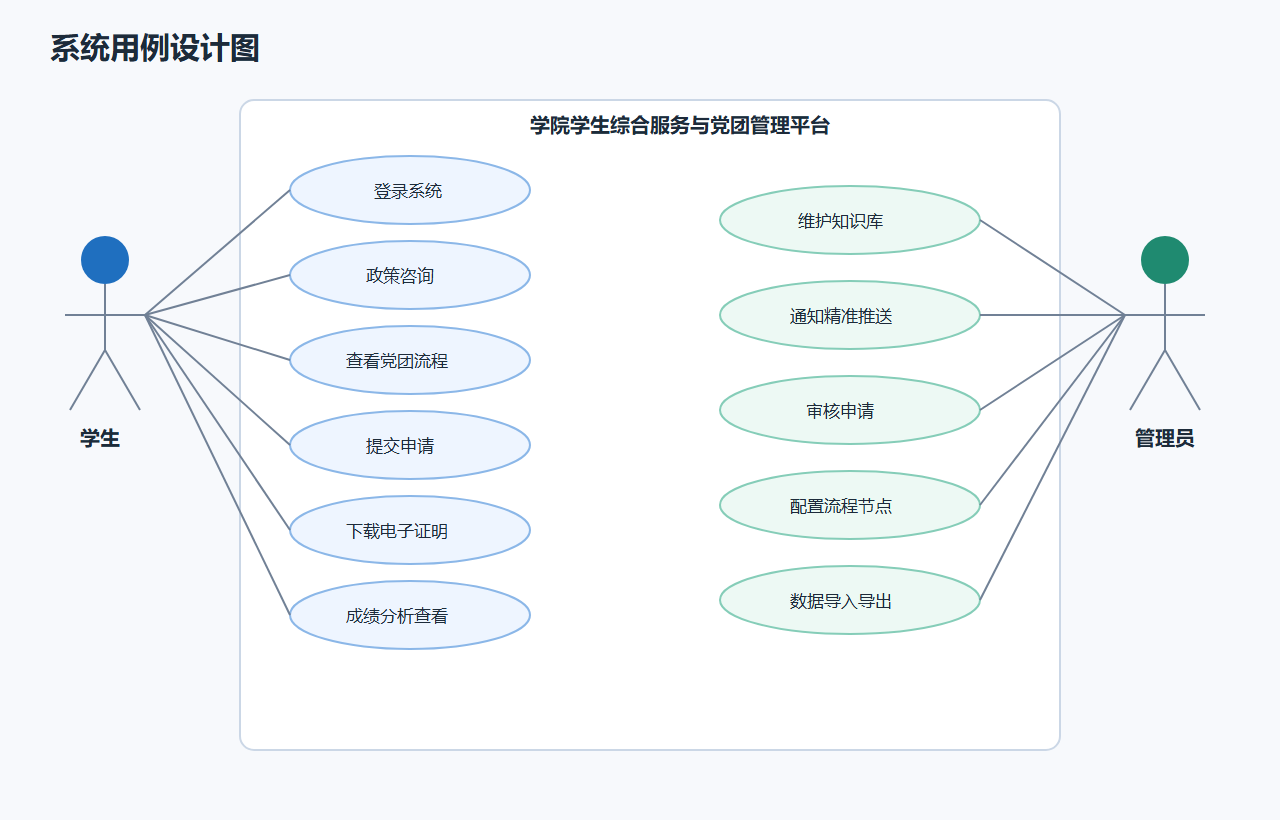 系统用例设计图
学院学生综合服务与党团管理平台
登录系统
政策咨询
查看党团流程
提交申请
下载电子证明
成绩分析查看
维护知识库
通知精准推送
审核申请
配置流程节点
数据导入导出
学生
管理员